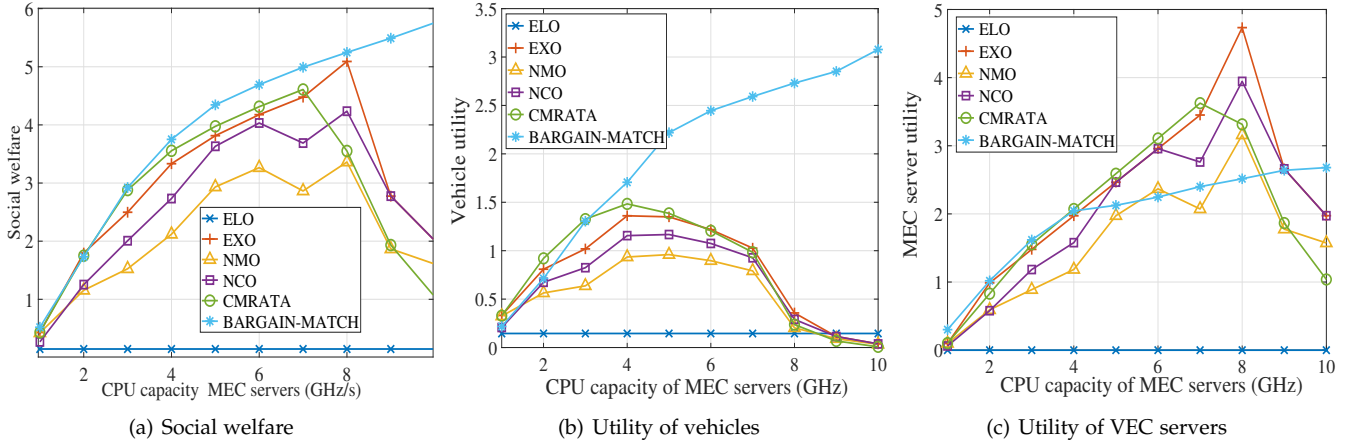 6
5
4
3
2
1
Social welfare
ELO
EXO
NMO
NCO
CMRATA
BARGAIN-MATCH
2 4 6 8
CPU capacity MEC servers (GHz/s)
(a) Social welfare
3.5
3
2.5
2
1.5
1
0.5
0
Vehicle utility
ELO
EXO
NMO
NCO
CMRATA
BARGAIN-MATCH
2 4 6 8 10
CPU capacity of MEC servers (GHz)
(b) Utility of vehicles
5
4
3
2
1
0
MEC server utility
ELO
EXO
NMO
NCO
CMRATA
BARGAIN-MATCH
2 4 6 8 10
CPU capacity of MEC servers (GHz)
(c) Utility of VEC servers